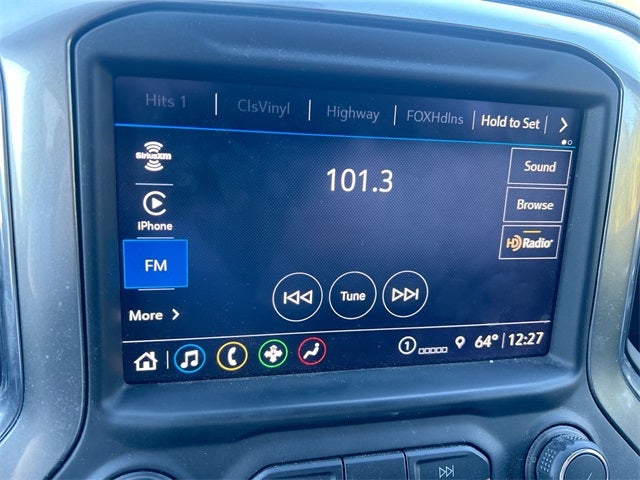 Hits 1 ClsVinyl Highway FOXHdlns Hold to Set
SiriusXM
101.3
Sound
iPhone
Browse
HD Radio
FM
Tune
More
1 64° 12:27